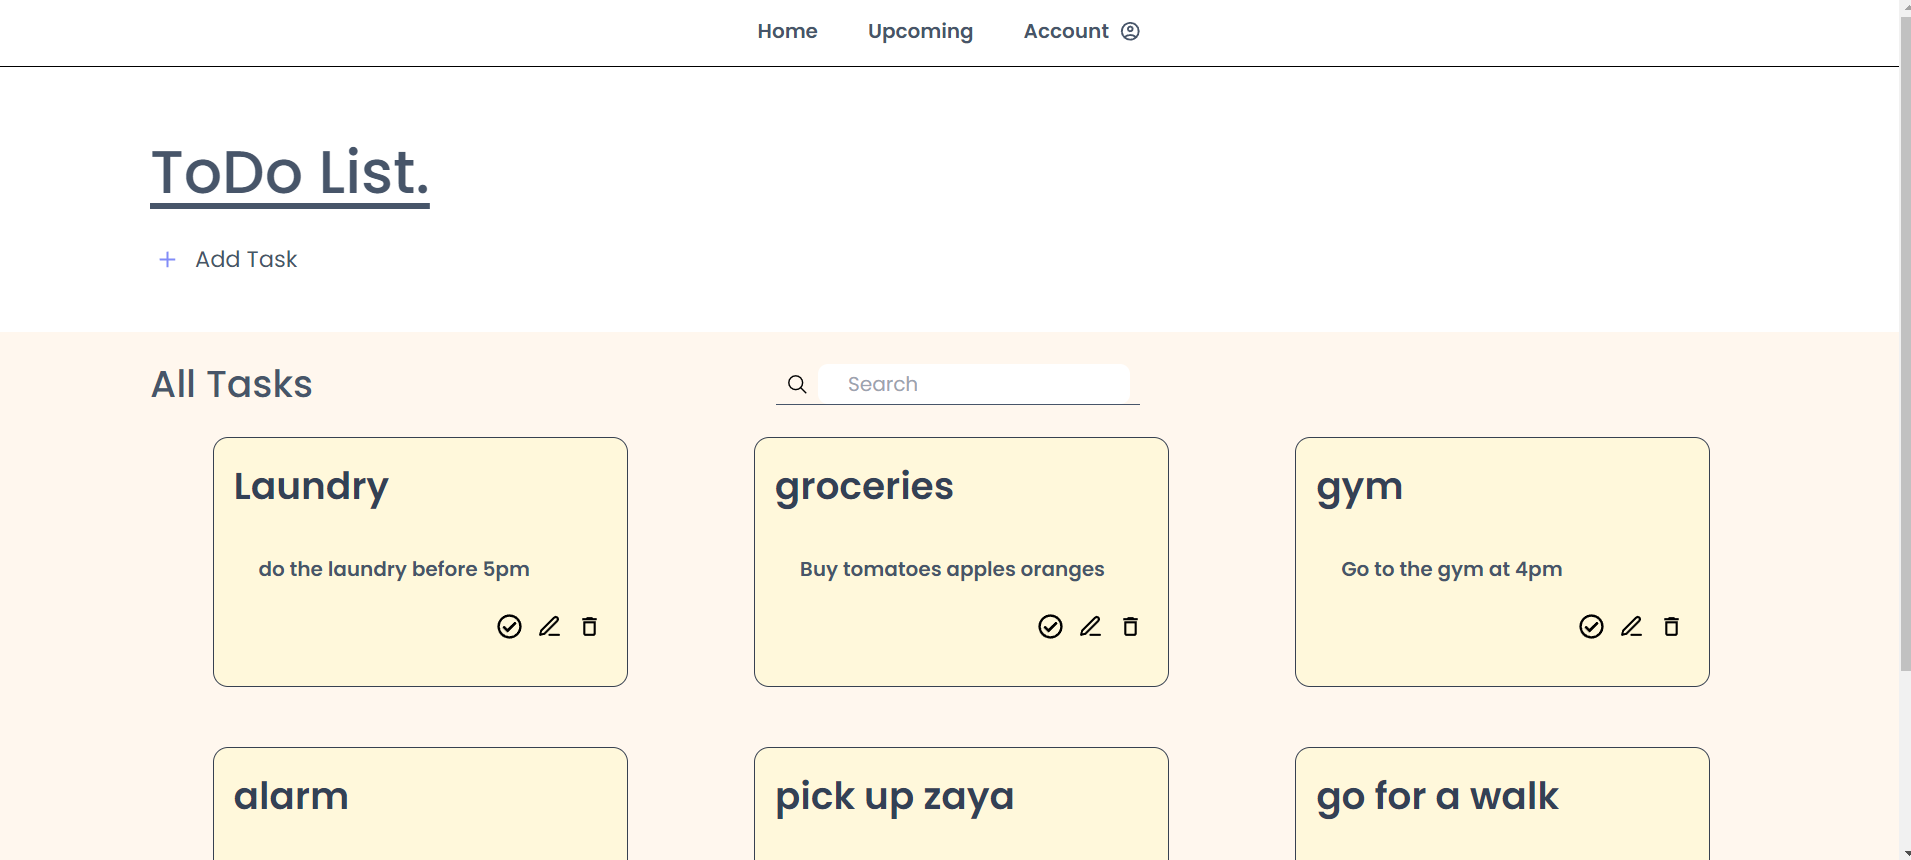 Home Upcoming Account
ToDo List.
+ Add Task
All Tasks
Search
Laundry
do the laundry before 5pm
groceries
Buy tomatoes apples oranges
gym
Go to the gym at 4pm
alarm
pick up zaya
go for a walk